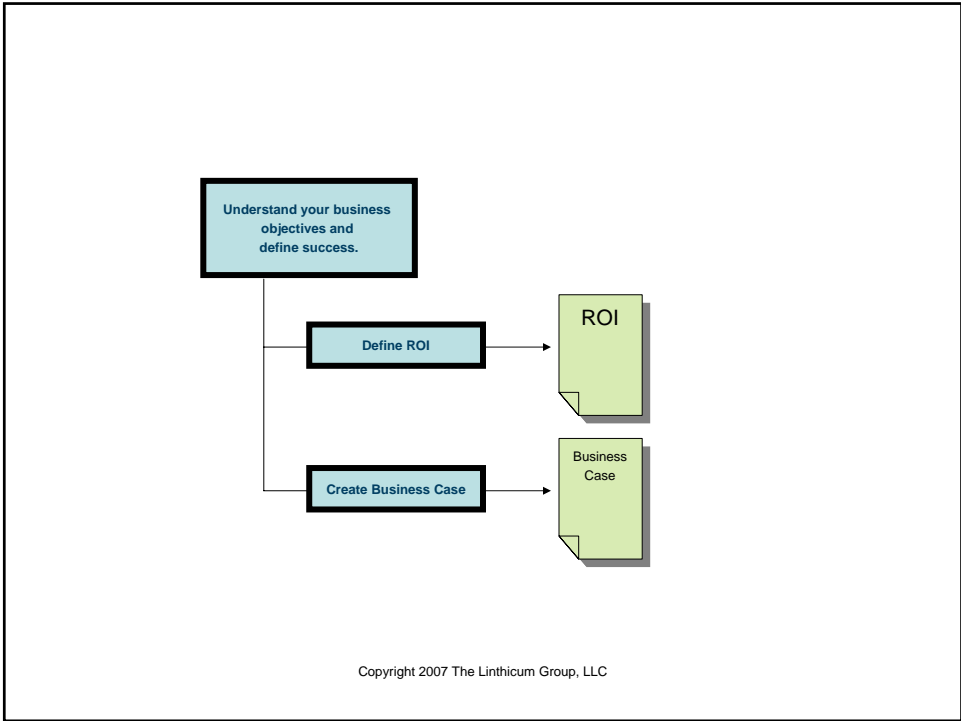 Understand your business
objectives and
define success.
Define ROI
ROI
Create Business Case
Business
Case
Copyright 2007 The Linthicum Group, LLC